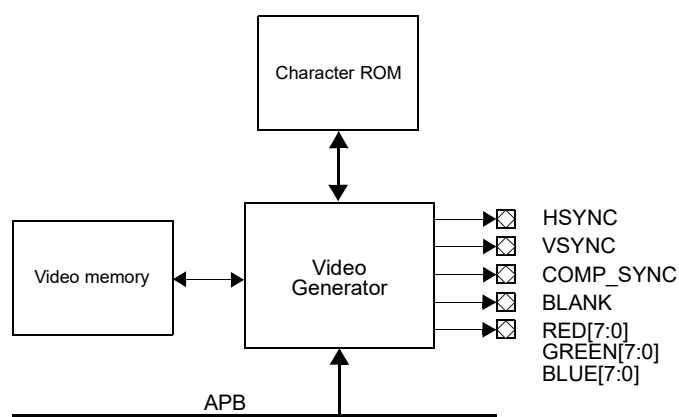 Character ROM
Video memory
Video
Generator
HSYNC
VSYNC
COMP_SYNC
BLANK
RED[7:0]
GREEN[7:0]
BLUE[7:0]
APB